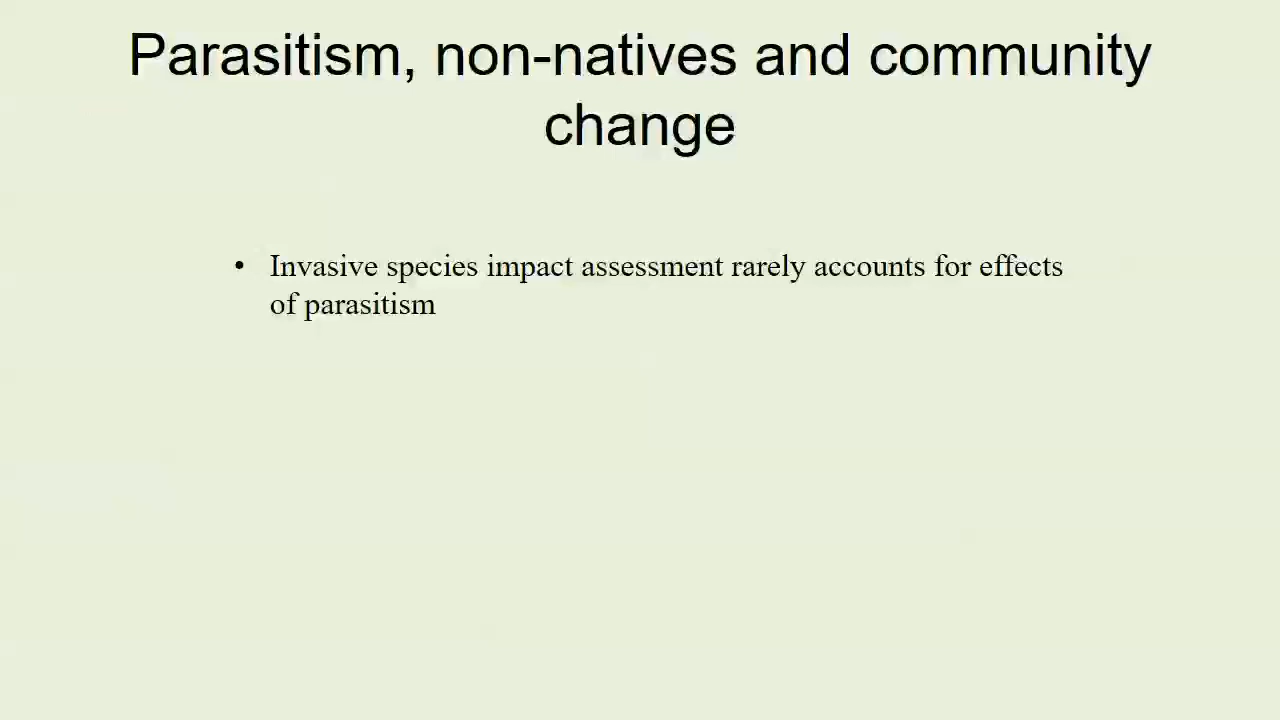 Parasitism, non-natives and community
change
• Invasive species impact assessment rarely accounts for effects
of parasitism